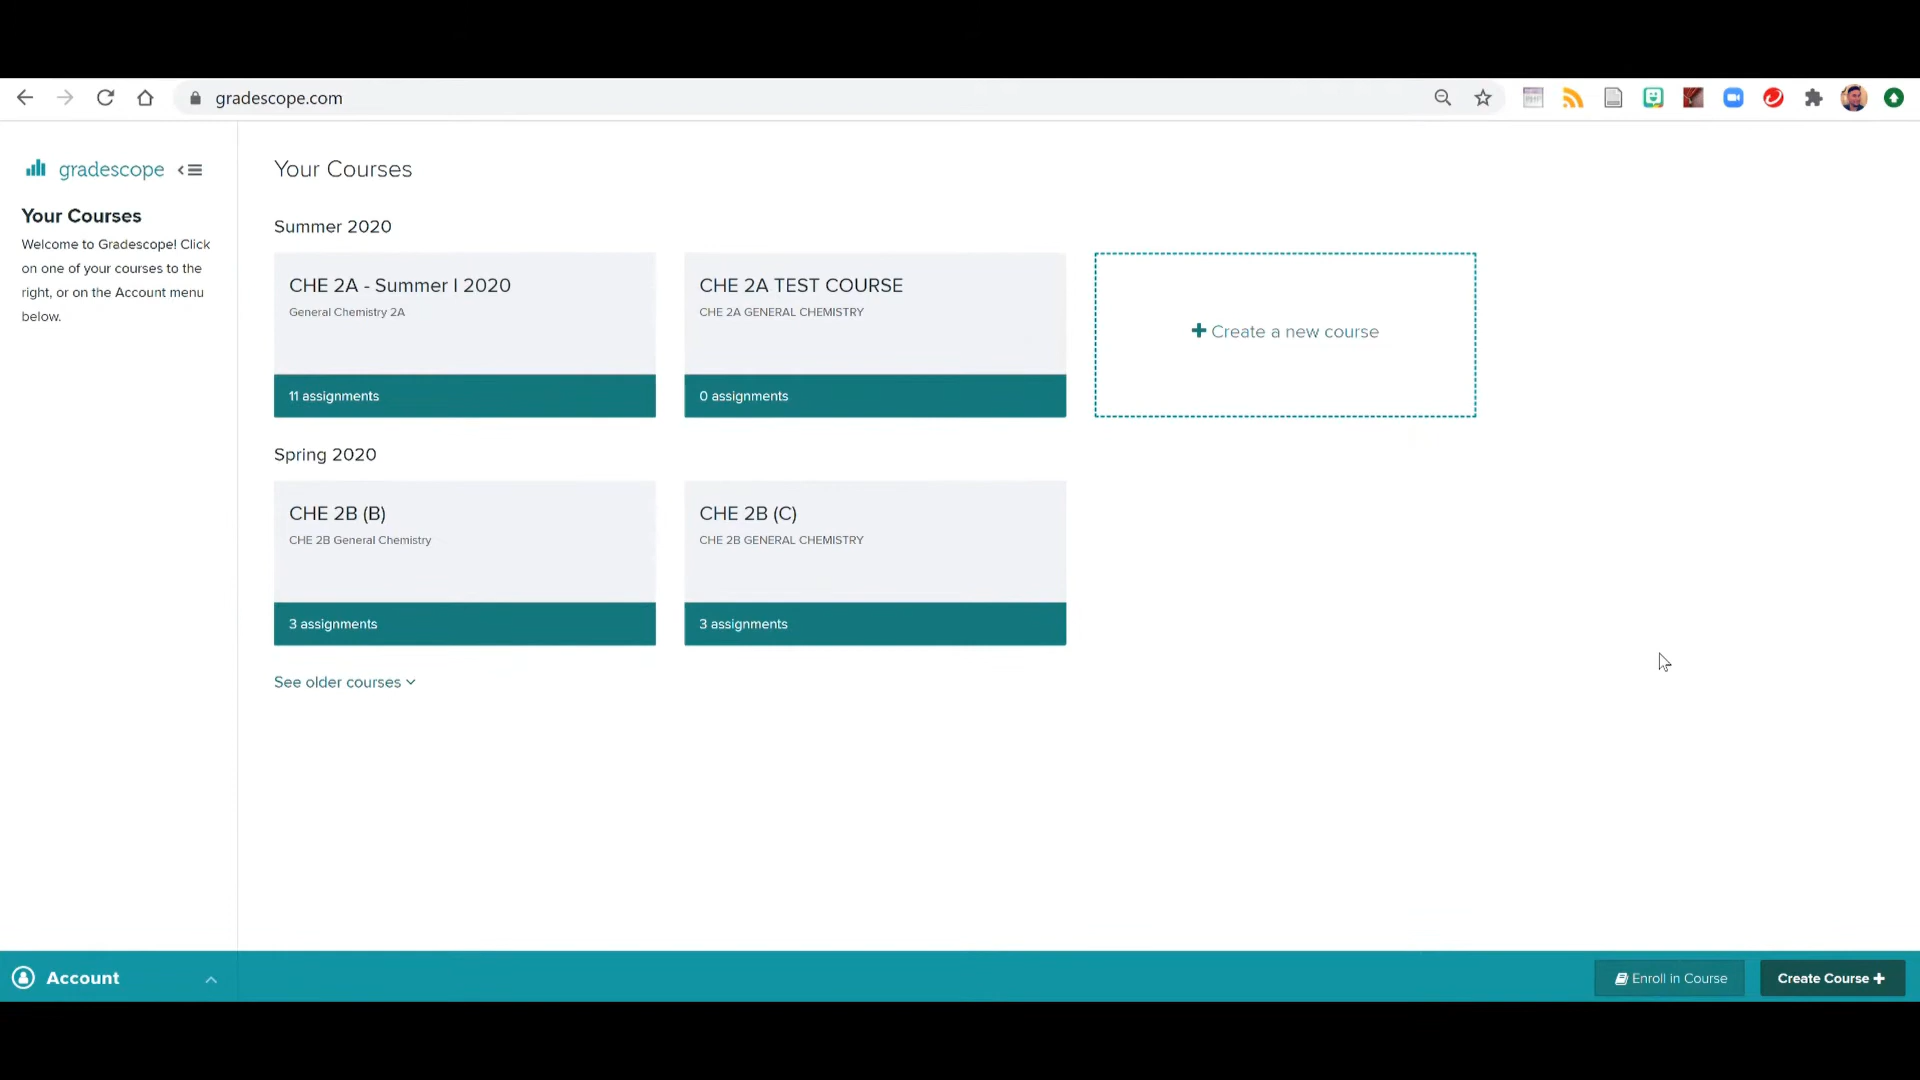 gradescope.com
gradescope
Your Courses
Welcome to Gradescope! Click
on one of your courses to the
right, or on the Account menu
below.
Your Courses
Summer 2020
CHE 2A - Summer I 2020
General Chemistry 2A
11 assignments
CHE 2A TEST COURSE
CHE 2A GENERAL CHEMISTRY
0 assignments
+ Create a new course
Spring 2020
CHE 2B (B)
CHE 2B General Chemistry
3 assignments
CHE 2B (C)
CHE 2B GENERAL CHEMISTRY
3 assignments
See older courses
Account
Enroll in Course
Create Course +